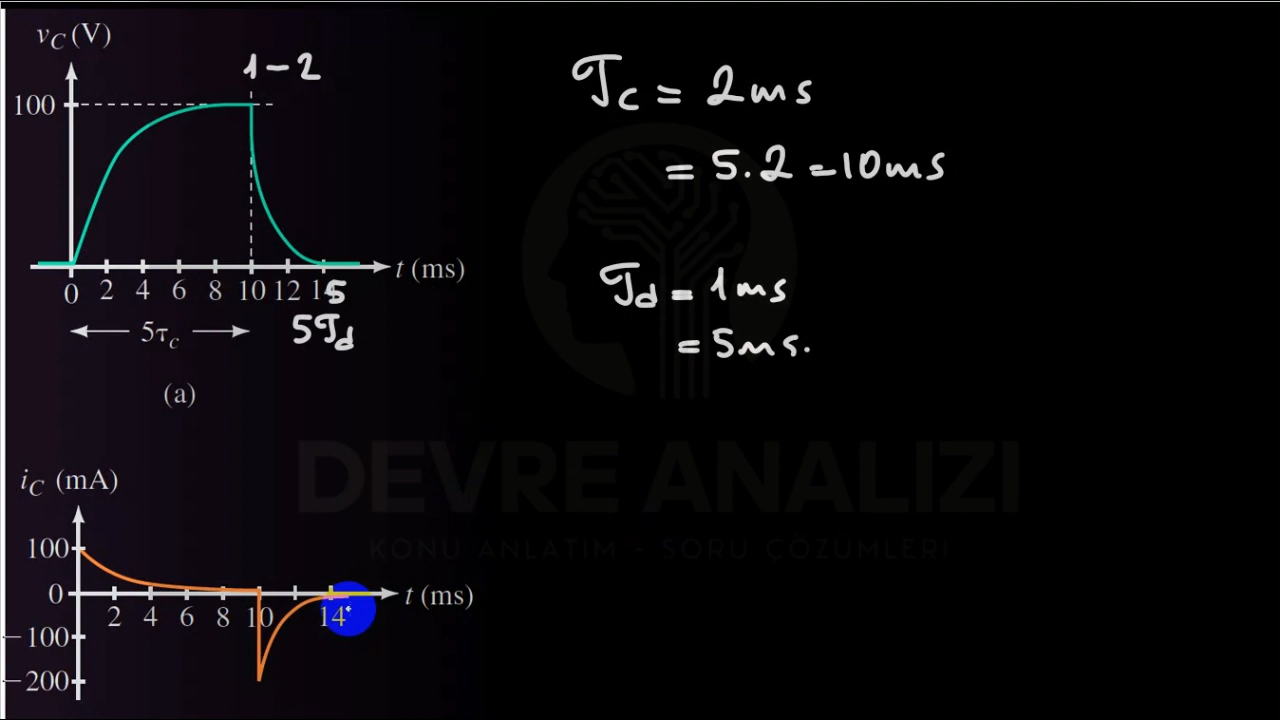 v_C (V)
1-2
100
0 2 4 6 8 10 12 15
t (ms)
5τ_c
5τ_d
(a)
τ_c = 2ms
= 5.2 = 10ms
τ_d = 1ms
= 5ms.
DEVRE ANALIZI
KONU ANLATIM - SORU ÇÖZÜMLERI
i_C (mA)
100
0
t (ms)
2 4 6 8 10 14
-100
-200